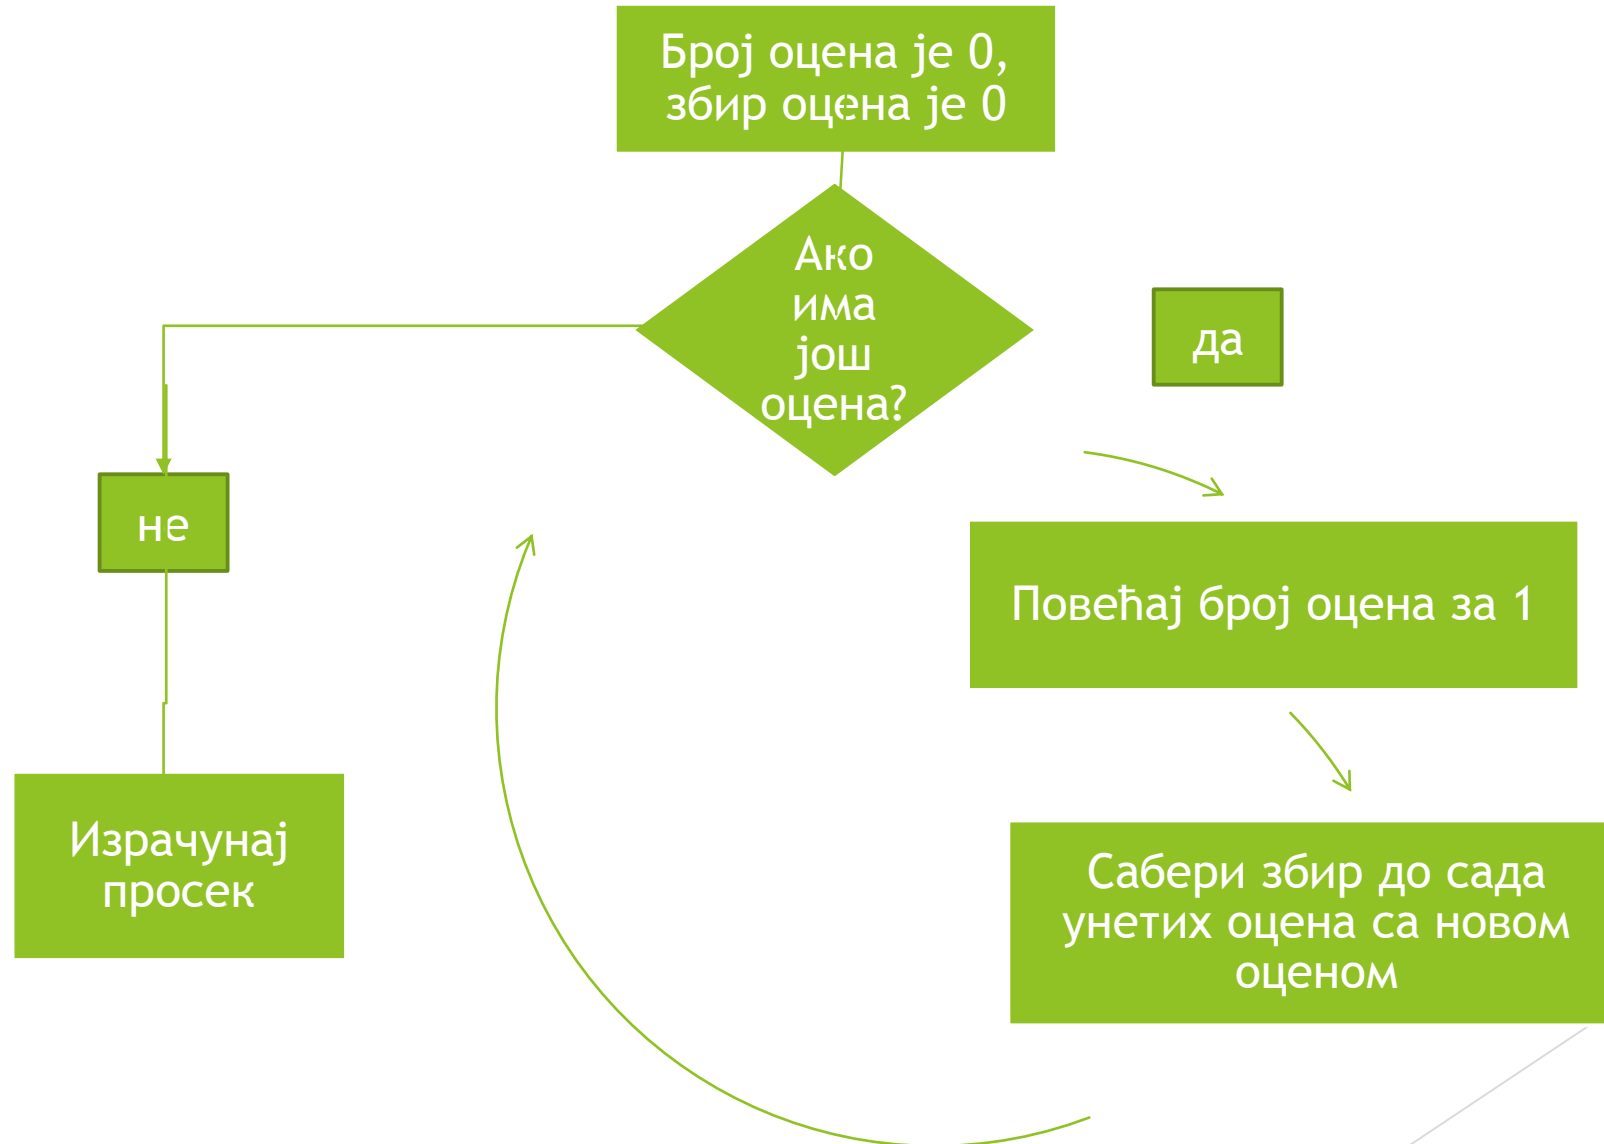 Број оцена је 0,
збир оцена је 0
Ако
има
још
оцена?
да
не
Повећај број оцена за 1
Израчунај
просек
Сабери збир до сада
унетих оцена са новом
оценом